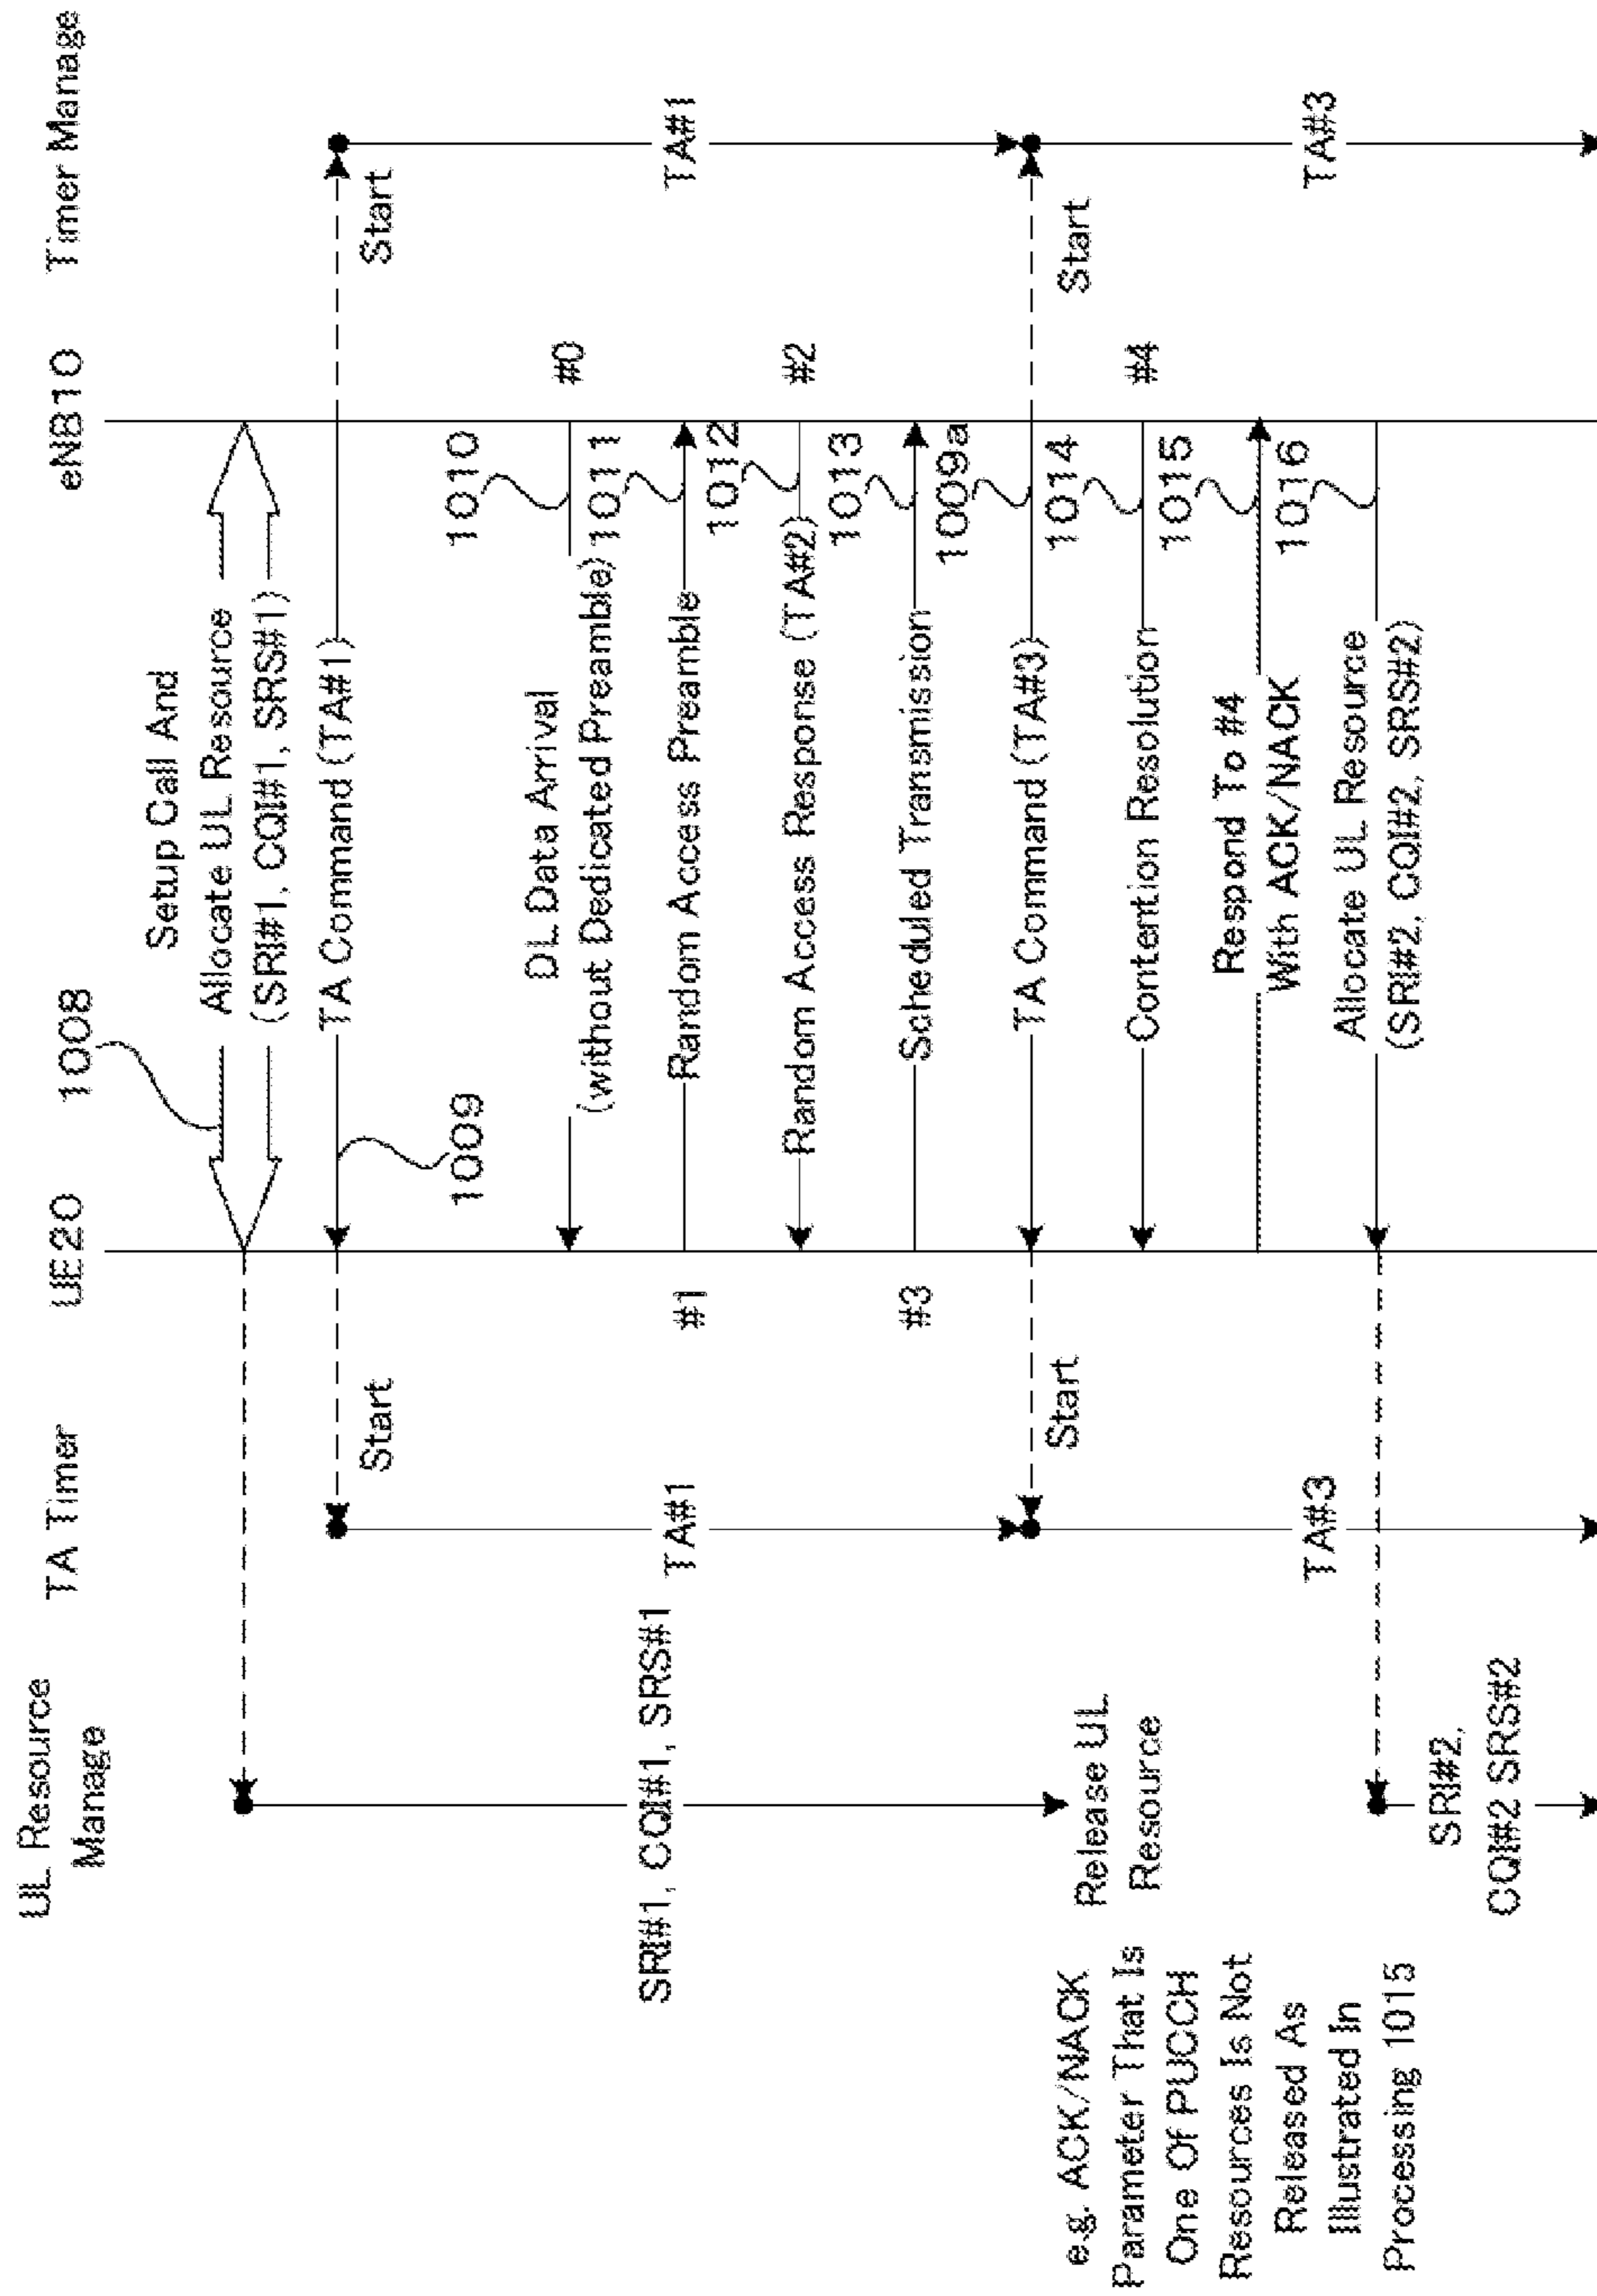 UL Resource
Manage
TA Timer
UE20
1008
eNB10
Timer Manage
Setup Call And
Allocate UL Resource
(SRI#1, CQI#1, SRS#1)
TA Command (TA#1)
1009
Start
Start
1010
#0
DL Data Arrival
(without Dedicated Preamble)
1011
#1
Random Access Preamble
SRI#1, CQI#1, SRS#1
TA#1
TA#1
1012
#2
Random Access Response (TA#2)
1013
#3
Scheduled Transmission
1009a
TA Command (TA#3)
Start
Start
1014
#4
Contention Resolution
Release UL
Resource
1015
Respond To #4
With ACK/NACK
1016
Allocate UL Resource
(SRI#2, CQI#2, SRS#2)
TA#3
TA#3
SRI#2,
CQI#2 SRS#2
e.g. ACK/NACK
Parameter That Is
One Of PUCCH
Resources Is Not
Released As
Illustrated In
Processing 1015